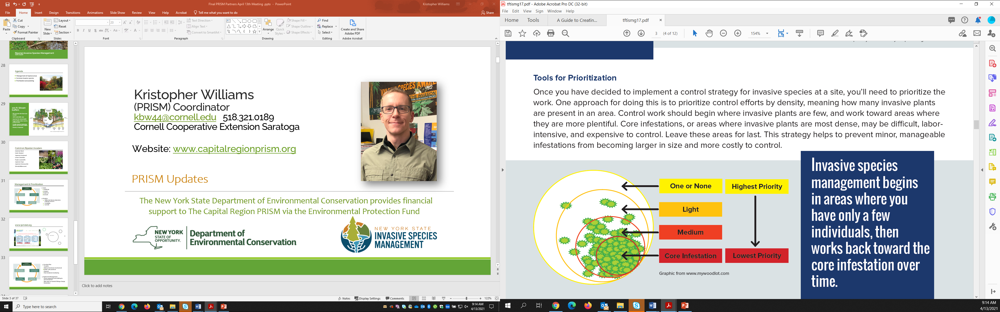 FInal PRISM Partners April 13th Meeting .pptx - PowerPoint
Kristopher Williams
File Home Insert Design Transitions Animations Slide Show Review View Help Acrobat Tell me what you want to do
Share
Paste
Cut
Copy
Format Painter
Clipboard
New Slide
Layout
Reset
Section
Slides
20
Font
Text Direction
Align Text
Convert to SmartArt
Paragraph
Arrange
Quick Styles
Shape Fill
Shape Outline
Shape Effects
Drawing
Find
Replace
Select
Editing
Create and Share Adobe PDF
Adobe Acrobat
Riparian Invasive Species Management
28
Agenda
Management of riparian areas
Common invasive species
Prioritization and planning
29
100 ft. Stream buffers
30
Common Riparian Invaders
31
Management & Prioritization
32
www.ipmdat.org
33
Kristopher Williams
(PRISM) Coordinator
kbw44@cornell.edu 518.321.0189
Cornell Cooperative Extension Saratoga
Website: www.capitalregionprism.org
PRISM Updates
The New York State Department of Environmental Conservation provides financial
support to The Capital Region PRISM via the Environmental Protection Fund
NEW YORK
STATE OF
OPPORTUNITY.
Department of
Environmental Conservation
NEW YORK STATE
INVASIVE SPECIES
MANAGEMENT
Click to add notes
Slide 3 of 37
Notes Display Settings Comments
122%
Type here to search
9:14 AM
4/13/2021
tftismg17.pdf - Adobe Acrobat Pro DC (32-bit)
File Edit View Sign Window Help
Home Tools A Guide to Creatin... tftismg17.pdf ×
3 (4 of 12) 154%
Tools for Prioritization
Once you have decided to implement a control strategy for invasive species at a site, you’ll need to prioritize the
work. One approach for doing this is to prioritize control efforts by density, meaning how many invasive plants
are present in an area. Control work should begin where invasive plants are few, and work toward areas where
they are more plentiful. Core infestations, or areas where invasive plants are most dense, may be difficult, labor-
intensive, and expensive to control. Leave these areas for last. This strategy helps to prevent minor, manageable
infestations from becoming larger in size and more costly to control.
One or None Highest Priority
Light
Medium
Core Infestation Lowest Priority
Graphic from www.mywoodlot.com
Invasive species
management begins
in areas where you
have only a few
individuals, then
works back toward the
core infestation over
time.
9:14 AM
4/13/2021